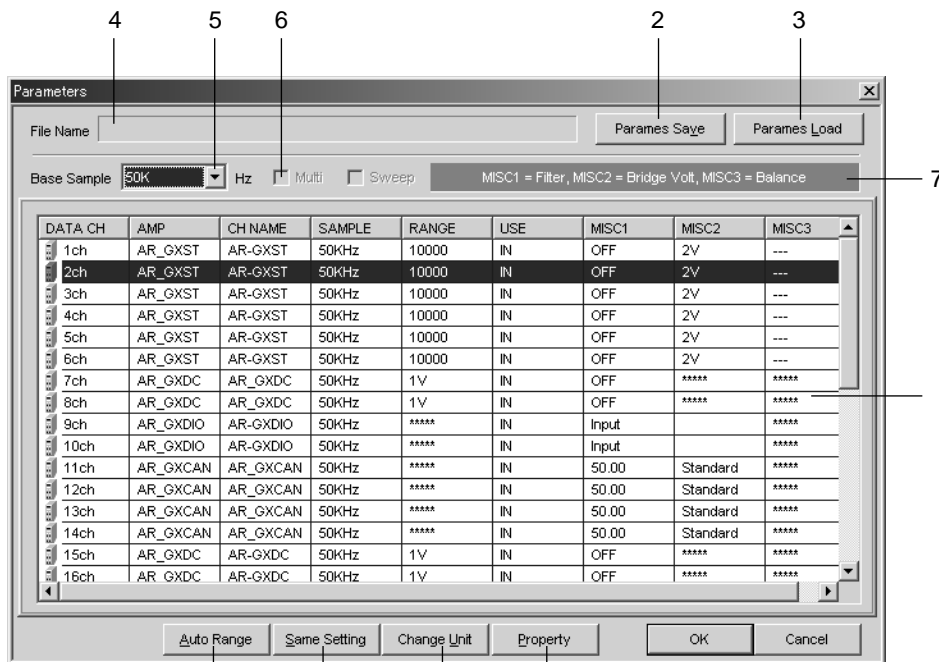 4 5 6 2 3
Parameters
File Name Parames Save Parames Load
Base Sample 50K Hz Multi Sweep MISC1 = Filter, MISC2 = Bridge Volt, MISC3 = Balance 7
DATA CH AMP CH NAME SAMPLE RANGE USE MISC1 MISC2 MISC3
1ch AR_GXST AR-GXST 50KHz 10000 IN OFF 2V ---
2ch AR_GXST AR-GXST 50KHz 10000 IN OFF 2V ---
3ch AR_GXST AR-GXST 50KHz 10000 IN OFF 2V ---
4ch AR_GXST AR-GXST 50KHz 10000 IN OFF 2V ---
5ch AR_GXST AR-GXST 50KHz 10000 IN OFF 2V ---
6ch AR_GXST AR-GXST 50KHz 10000 IN OFF 2V ---
7ch AR_GXDC AR_GXDC 50KHz 1V IN OFF ***** *****
8ch AR_GXDC AR_GXDC 50KHz 1V IN OFF ***** *****
9ch AR_GXDIO AR-GXDIO 50KHz ***** IN Input *****
10ch AR_GXDIO AR-GXDIO 50KHz ***** IN Input *****
11ch AR_GXCAN AR_GXCAN 50KHz ***** IN 50.00 Standard *****
12ch AR_GXCAN AR_GXCAN 50KHz ***** IN 50.00 Standard *****
13ch AR_GXCAN AR_GXCAN 50KHz ***** IN 50.00 Standard *****
14ch AR_GXCAN AR_GXCAN 50KHz ***** IN 50.00 Standard *****
15ch AR_GXDC AR-GXDC 50KHz 1V IN OFF ***** *****
16ch AR_GXDC AR-GXDC 50KHz 1V IN OFF ***** *****
Auto Range Same Setting Change Unit Property OK Cancel